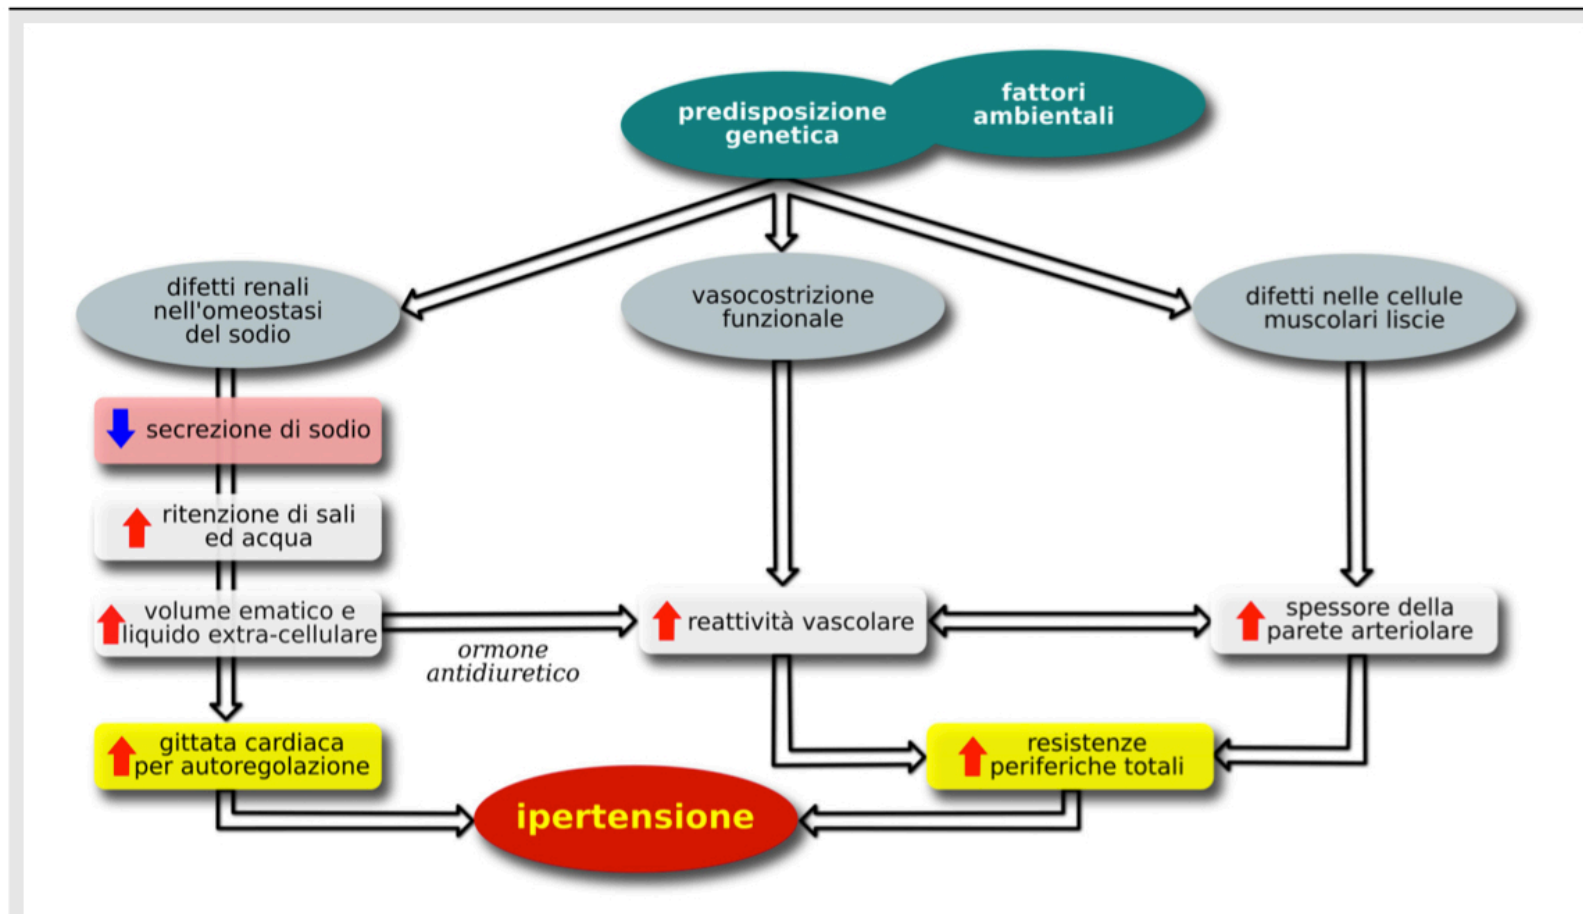 predisposizione
genetica
fattori
ambientali
difetti renali
nell'omeostasi
del sodio
vasocostrizione
funzionale
difetti nelle cellule
muscolari liscie
secrezione di sodio
ritenzione di sali
ed acqua
volume ematico e
liquido extra-cellulare
ormone
antidiuretico
reattività vascolare
spessore della
parete arteriolare
gittata cardiaca
per autoregolazione
resistenze
periferiche totali
ipertensione